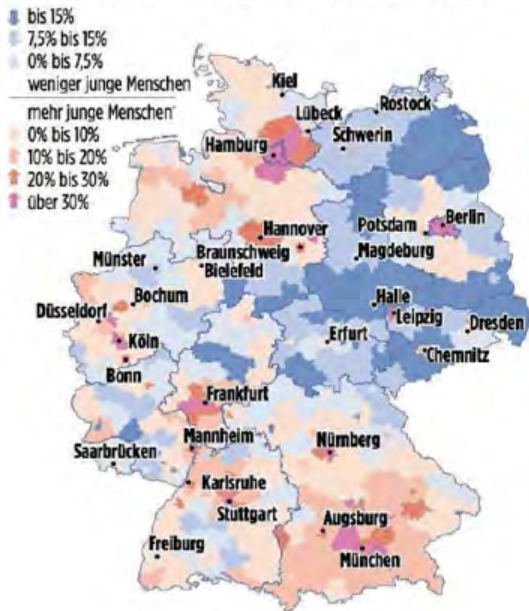 bis 15%
7,5% bis 15%
0% bis 7,5%
weniger junge Menschen
mehr junge Menschen
0% bis 10%
10% bis 20%
20% bis 30%
über 30%
Kiel
Rostock
Lübeck
Schwerin
Hamburg
Hannover
Potsdam
Berlin
Braunschweig
Magdeburg
Münster
Bielefeld
Bochum
Halle
Düsseldorf
Leipzig
Köln
Erfurt
Dresden
Chemnitz
Bonn
Frankfurt
Mannheim
Nürnberg
Saarbrücken
Karlsruhe
Stuttgart
Augsburg
Freiburg
München